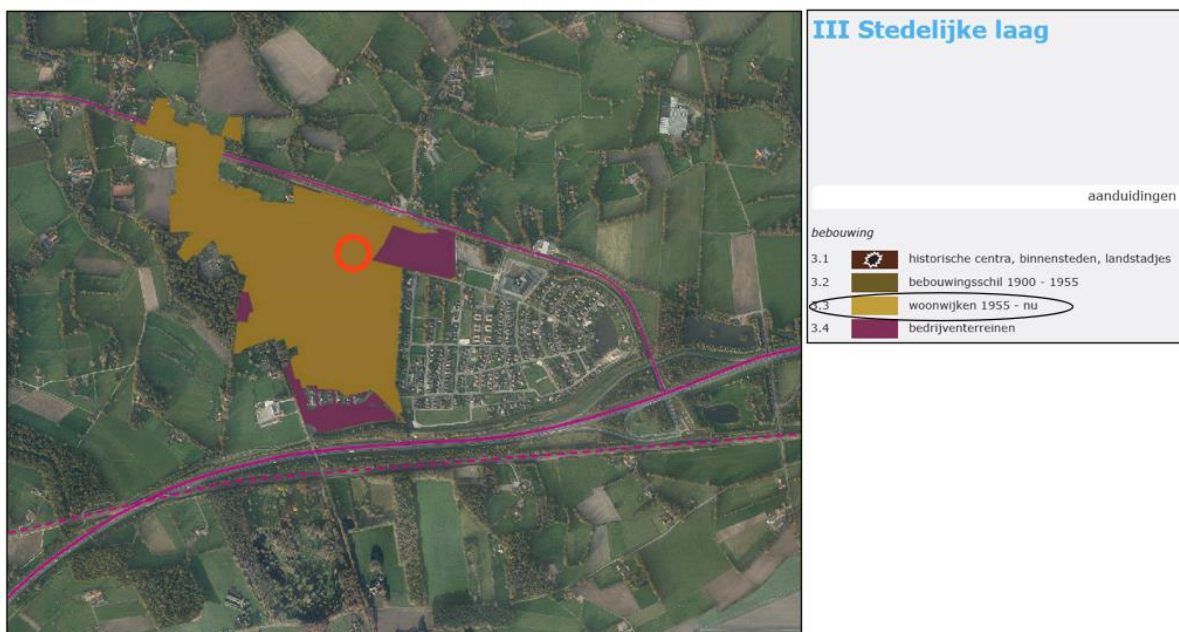 III Stedelijke laag
aanduidingen
bebouwing
3.1 historische centra, binnensteden, landstadjes
3.2 bebouwingsschil 1900 - 1955
3.3 woonwijken 1955 - nu
3.4 bedrijventerreinen